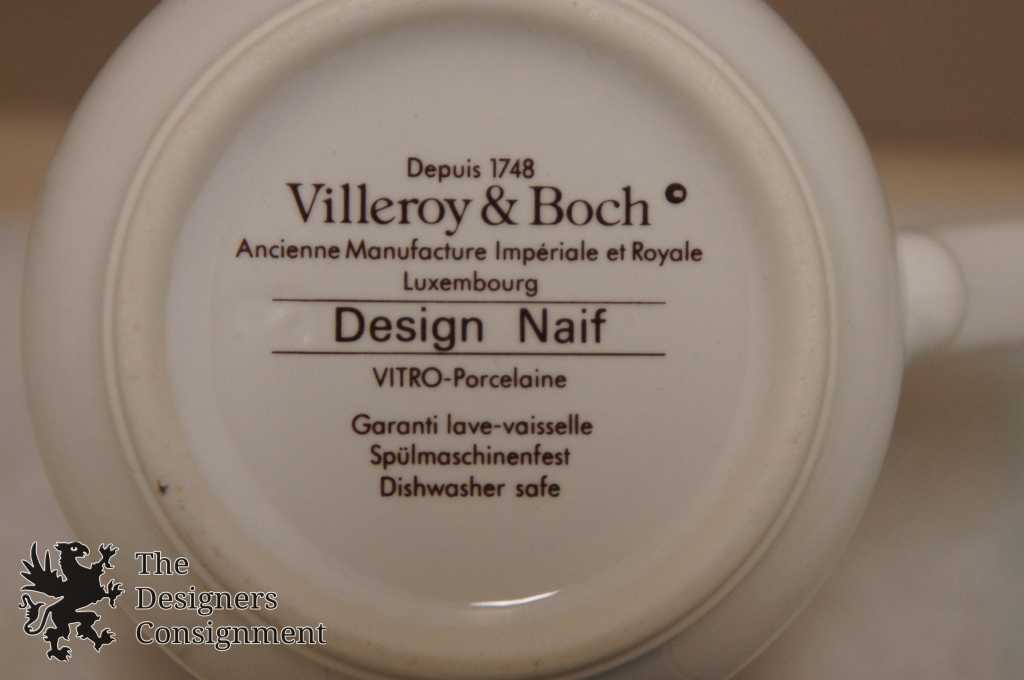 Depuis 1748
Villeroy & Boch ©
Ancienne Manufacture Impériale et Royale
Luxembourg
Design Naif
VITRO-Porcelaine
Garanti lave-vaisselle
Spülmaschinenfest
Dishwasher safe
The
Designers
Consignment